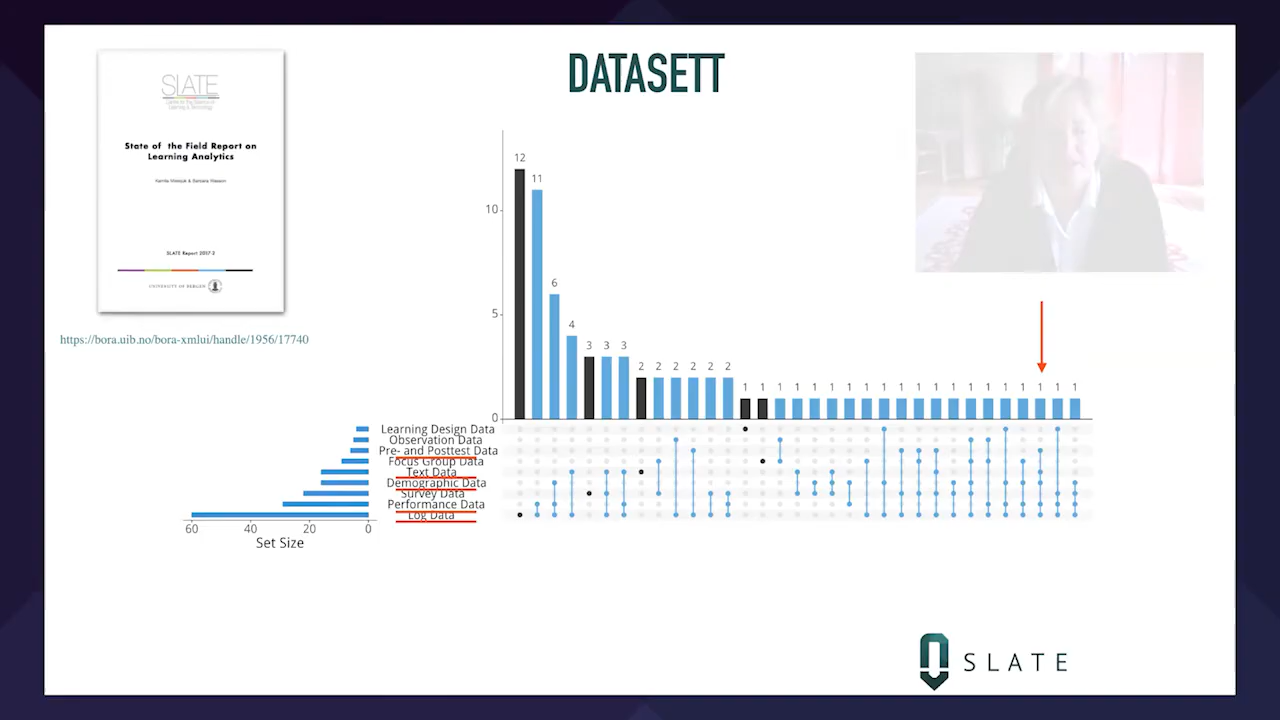 DATASETT
SLATE
State of the Field Report on
Learning Analytics
SLATE Report 2017-2
UNIVERSITY OF BERGEN
https://bora.uib.no/bora-xmlui/handle/1956/17740
12
11
10
6
5
4
3 3 3
2 2 2 2 2 2
1 1 1 1 1 1 1 1 1 1 1 1 1 1 1 1 1 1 1 1
0
Learning Design Data
Observation Data
Pre- and Posttest Data
Focus Group Data
Text Data
Demographic Data
Survey Data
Performance Data
Log Data
60 40 20 0
Set Size
SLATE